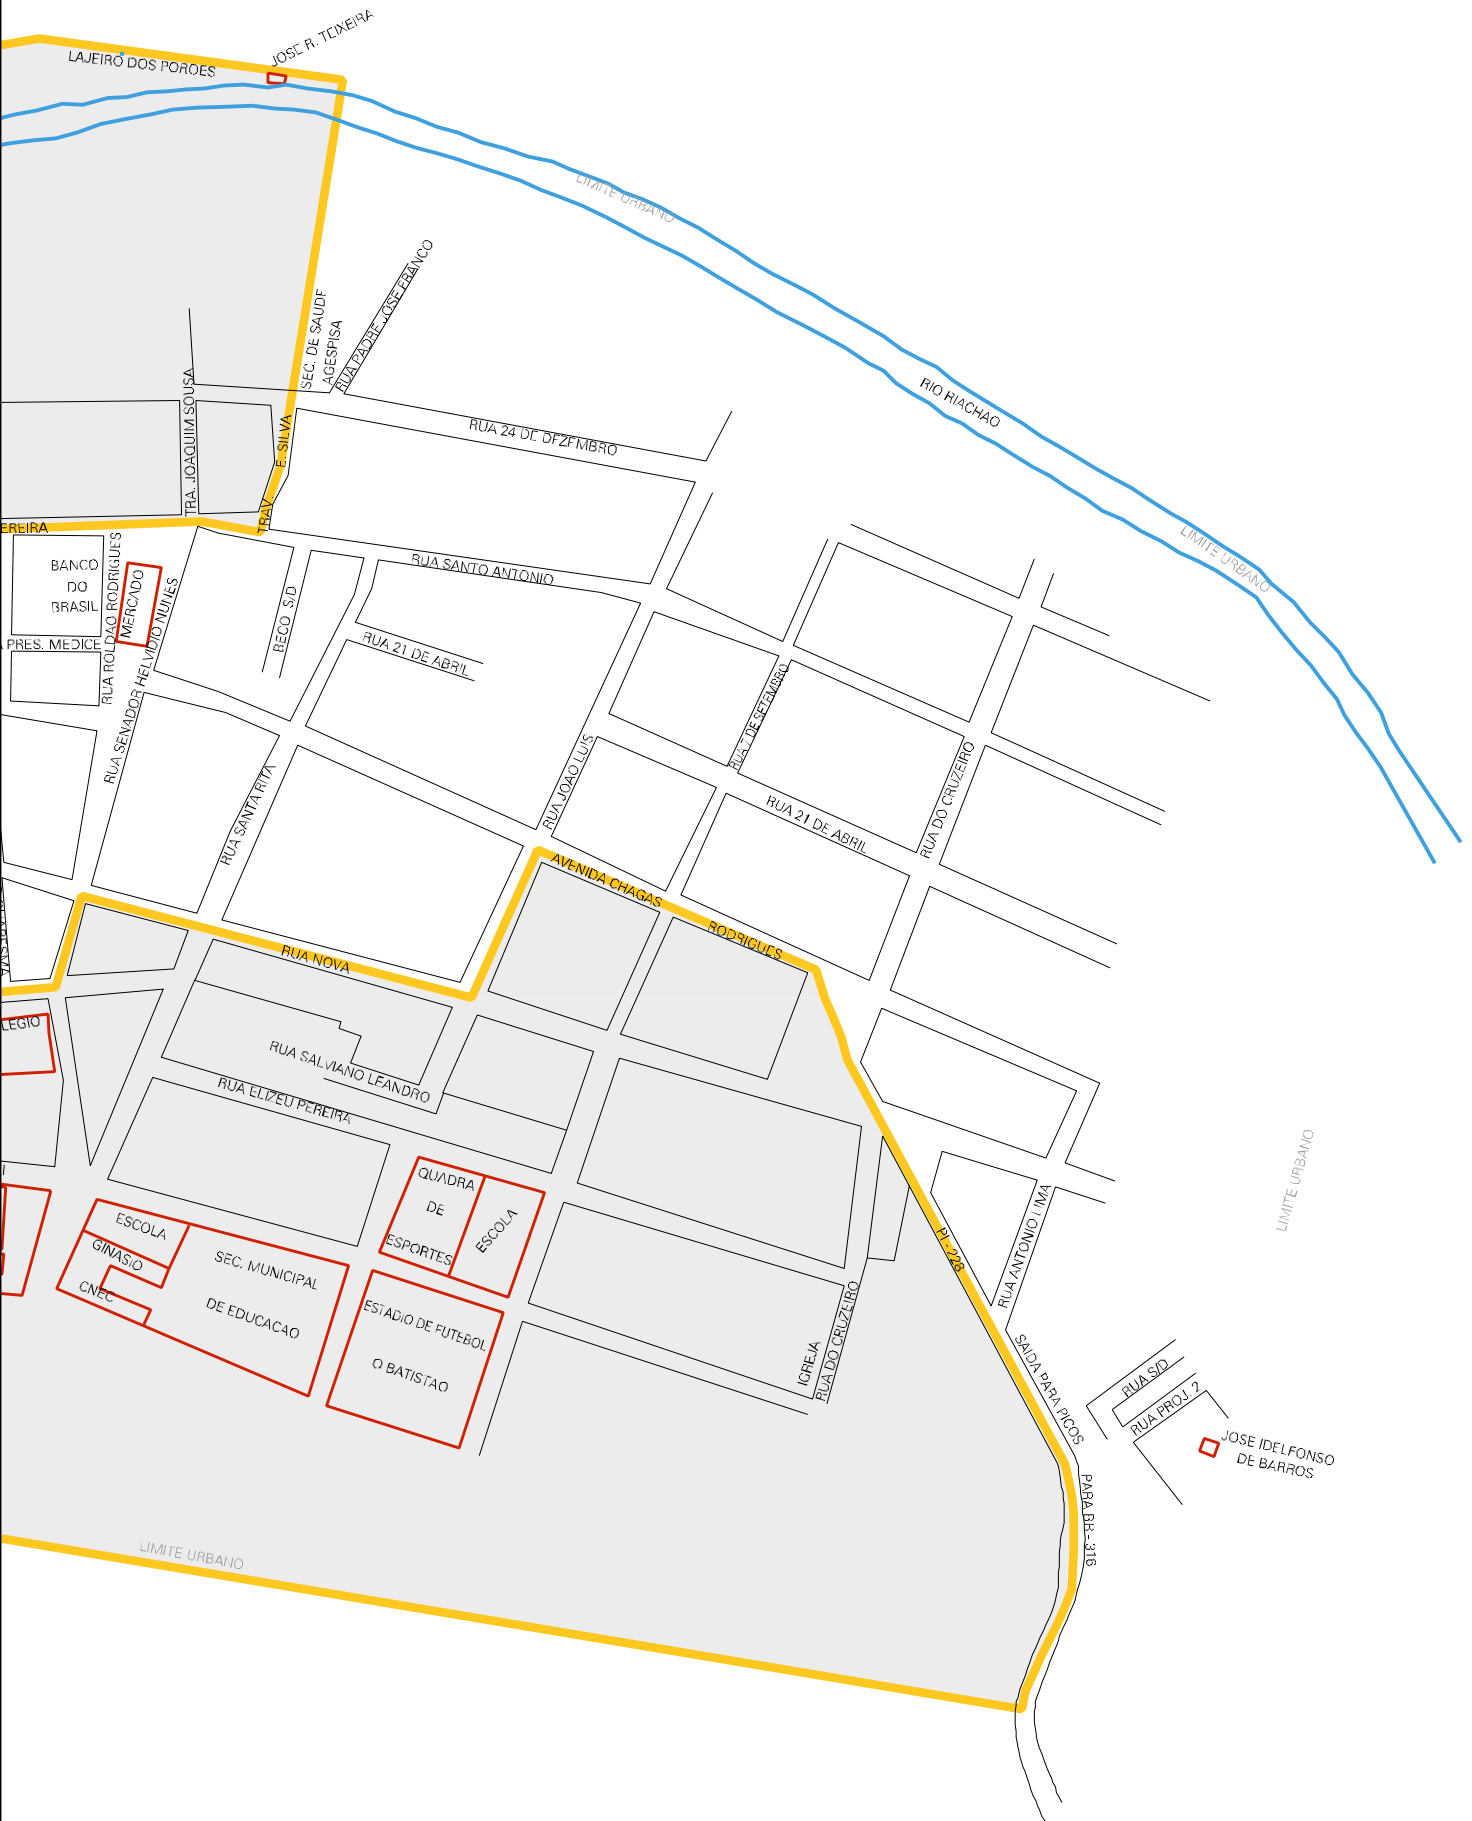 JOSE R. TEIXEIRA
LAJEIRO DOS POROES
LIMITE URBANO
RUA PADRE JOSE FRANCO
SEC. DE SAUDE
AGESPISA
RIO RIACHAO
TRA. JOAQUIM SOUSA
TRAV. E. SILVA
RUA 24 DE DEZEMBRO
EREIRA
LIMITE URBANO
BANCO
DO
BRASIL
RUA ROLDAO RODRIGUES
MERCADO
RUA SANTO ANTONIO
BECO S/D
PRES. MEDICE
RUA SENADOR HELVIDIO NUNES
RUA 21 DE ABRIL
RUA 7 DE SETEMBRO
RUA SANTA RITA
RUA JOAO LUIS
RUA DO CRUZEIRO
RUA 21 DE ABRIL
AVENIDA CHAGAS
RODRIGUES
RUA NOVA
LEGIO
RUA SALVIANO LEANDRO
RUA ELIZEU PEREIRA
LIMITE URBANO
QUADRA
DE
ESPORTES
ESCOLA
ESCOLA
GINASIO
CNEC
SEC. MUNICIPAL
DE EDUCACAO
PI - 228
RUA ANTONIO LIMA
ESTADIO DE FUTEBOL
O BATISTAO
IGREJA
RUA DO CRUZEIRO
SAIDA PARA PICOS
RUA S/D
RUA PROJ. 2
JOSE IDELFONSO
DE BARROS
PARA BR - 316
LIMITE URBANO